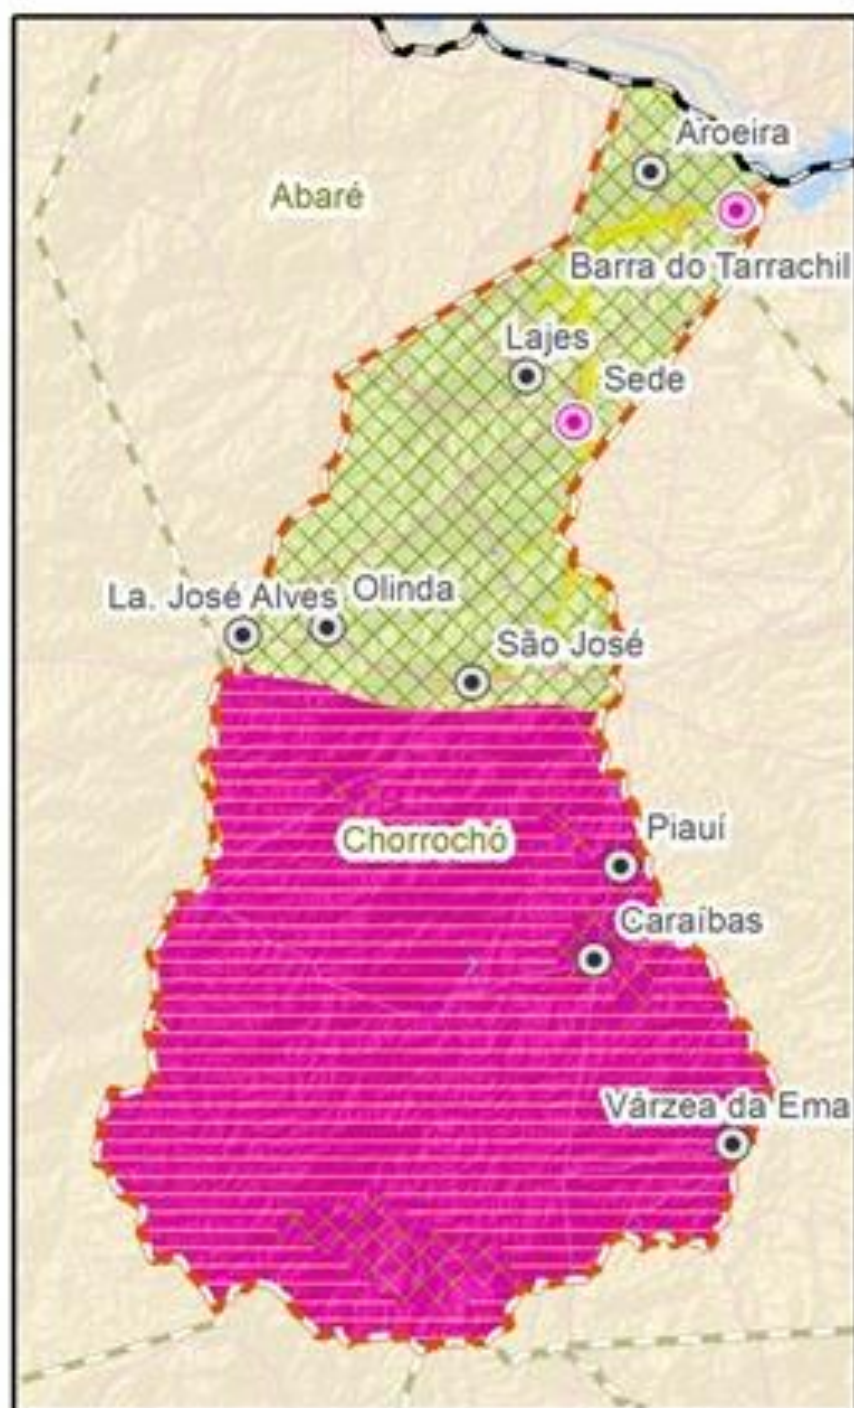 Aroeira
Abaré
Barra do Tarrachil
Lajes
Sede
La. José Alves
Olinda
São José
Chorrochó
Piauí
Caraíbas
Várzea da Ema